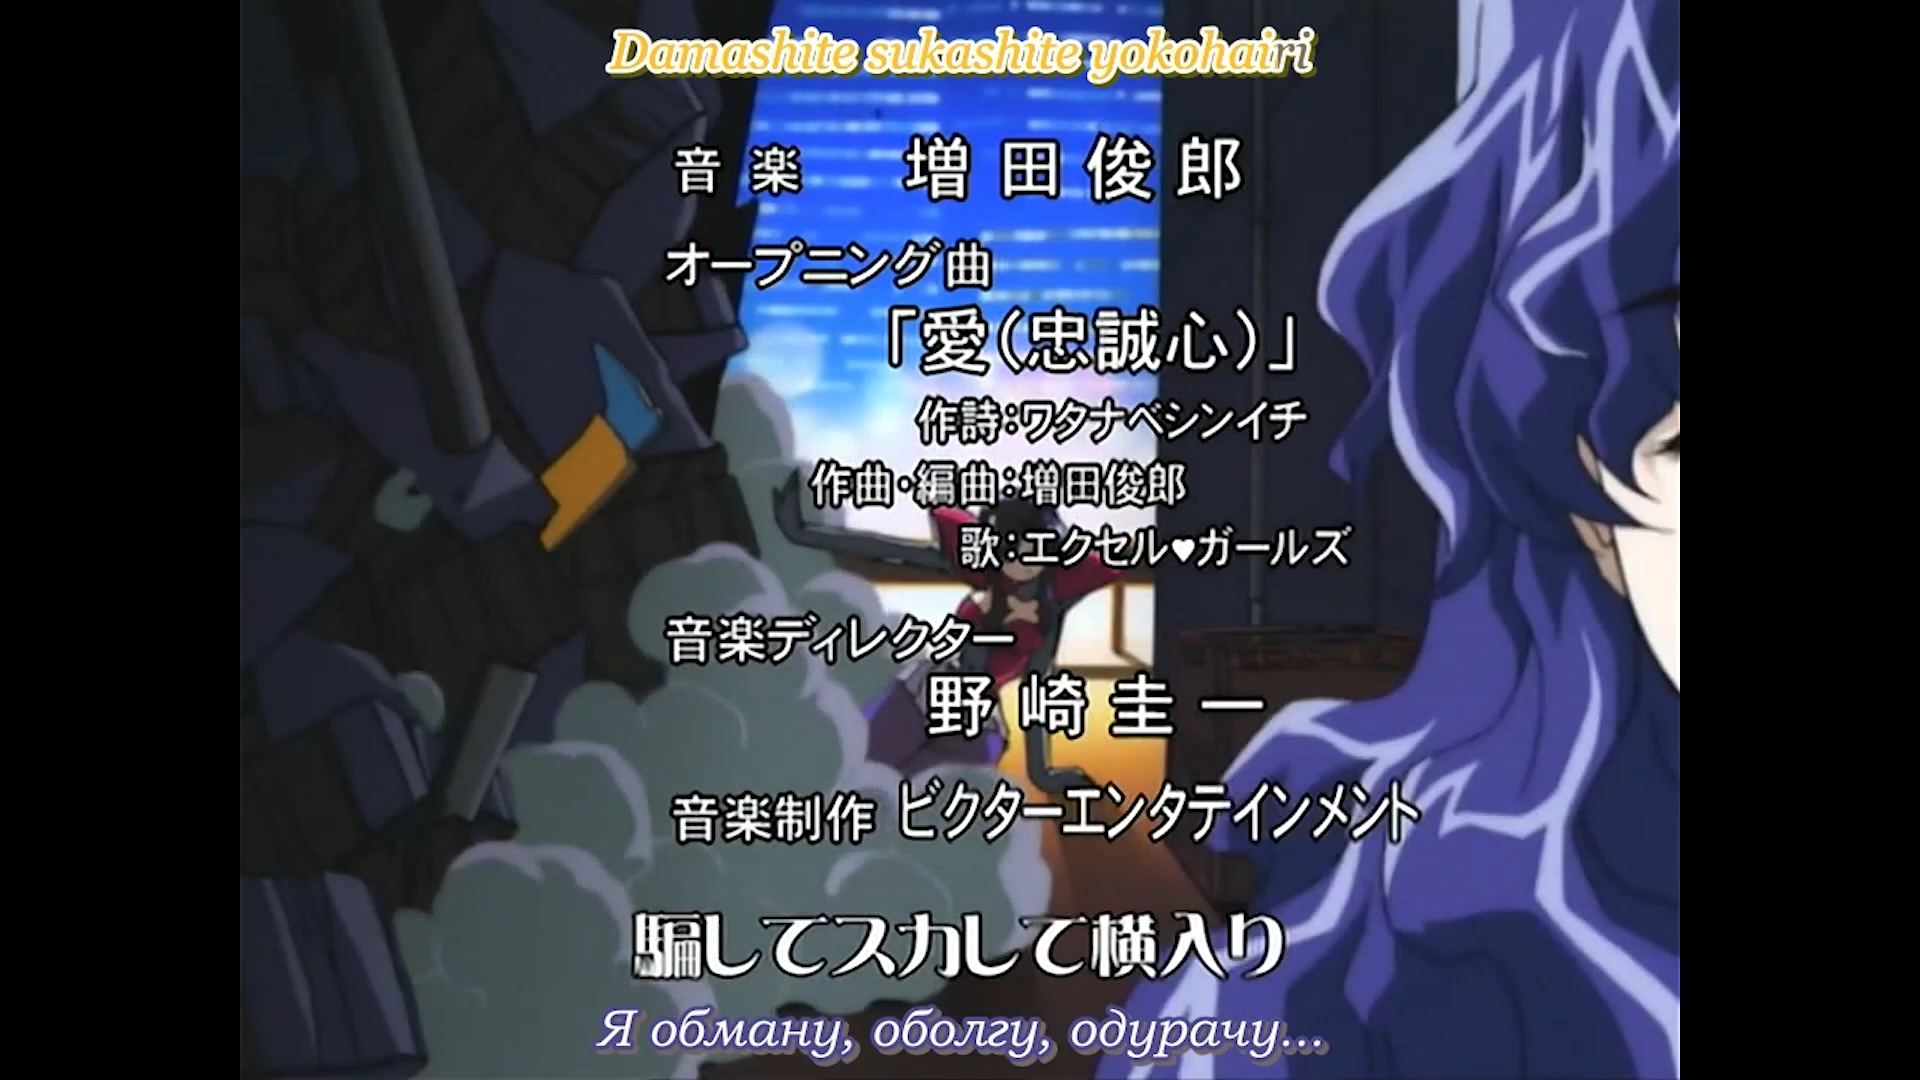 Damashite sukashite yokohairi
音楽 増田俊郎
オープニング曲
「愛(忠誠心)」
作詩:ワタナベシンイチ
作曲・編曲:増田俊郎
歌:エクセル♥ガールズ
音楽ディレクター
野崎圭一
音楽制作 ビクターエンタテインメント
騙してスカして横入り
Я обману, оболгу, одурачу...